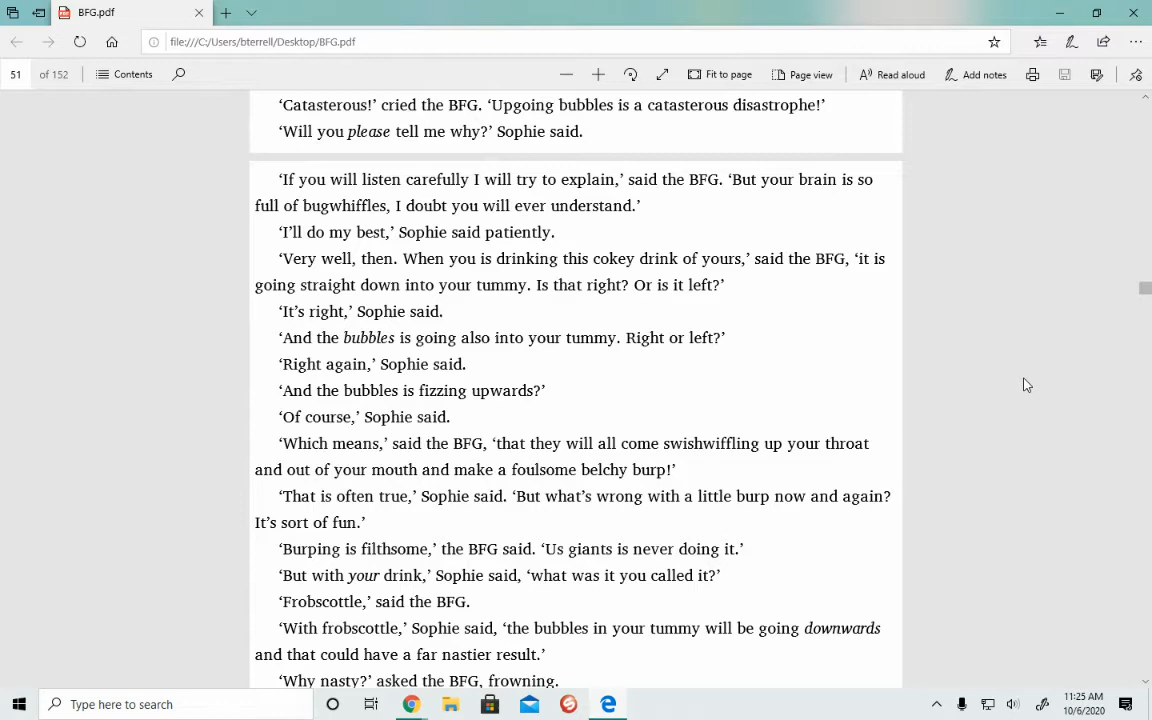 BFG.pdf
file:///C:/Users/bterrell/Desktop/BFG.pdf
51 of 152 Contents Fit to page Page view Read aloud Add notes
‘Catasterous!’ cried the BFG. ‘Upgoing bubbles is a catasterous disastrophe!’
‘Will you please tell me why?’ Sophie said.
‘If you will listen carefully I will try to explain,’ said the BFG. ‘But your brain is so
full of bugwhiffles, I doubt you will ever understand.’
‘I’ll do my best,’ Sophie said patiently.
‘Very well, then. When you is drinking this cokey drink of yours,’ said the BFG, ‘it is
going straight down into your tummy. Is that right? Or is it left?’
‘It’s right,’ Sophie said.
‘And the bubbles is going also into your tummy. Right or left?’
‘Right again,’ Sophie said.
‘And the bubbles is fizzing upwards?’
‘Of course,’ Sophie said.
‘Which means,’ said the BFG, ‘that they will all come swishwiffling up your throat
and out of your mouth and make a foulsome belchy burp!’
‘That is often true,’ Sophie said. ‘But what’s wrong with a little burp now and again?
It’s sort of fun.’
‘Burping is filthsome,’ the BFG said. ‘Us giants is never doing it.’
‘But with your drink,’ Sophie said, ‘what was it you called it?’
‘Frobscottle,’ said the BFG.
‘With frobscottle,’ Sophie said, ‘the bubbles in your tummy will be going downwards
and that could have a far nastier result.’
‘Why nasty?’ asked the BFG, frowning.
Type here to search
11:25 AM
10/6/2020